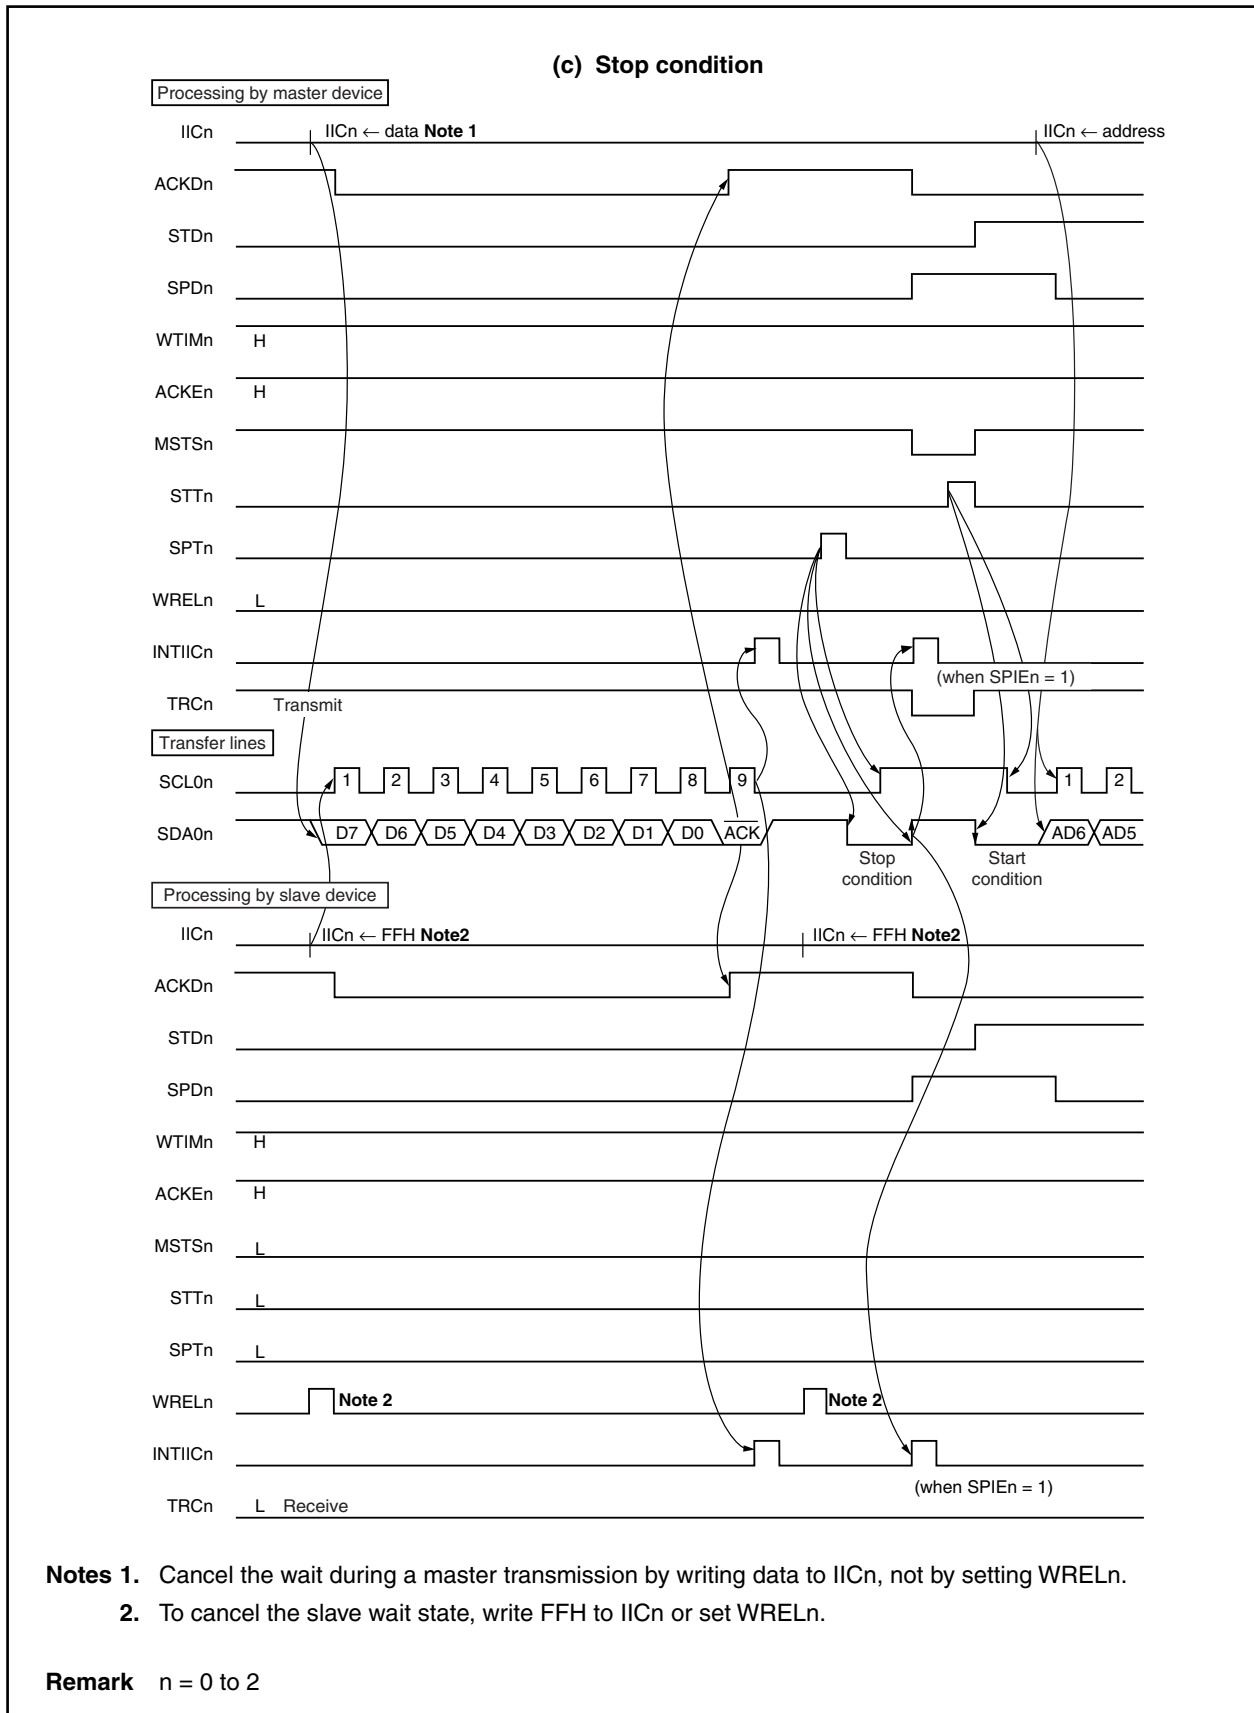 (c) Stop condition
Processing by master device
IICn IICn ← data Note 1 IICn ← address
ACKDn
STDn
SPDn
WTIMn H
ACKEn H
MSTSn
STTn
SPTn
WRELn L
INTIICn
(when SPIEn = 1)
TRCn Transmit
Transfer lines
SCL0n 1 2 3 4 5 6 7 8 9 1 2
SDA0n D7 D6 D5 D4 D3 D2 D1 D0 ACK AD6 AD5
Stop condition
Start condition
Processing by slave device
IICn IICn ← FFH Note2 IICn ← FFH Note2
ACKDn
STDn
SPDn
WTIMn H
ACKEn H
MSTSn L
STTn L
SPTn L
WRELn Note 2 Note 2
INTIICn
(when SPIEn = 1)
TRCn L Receive
Notes 1. Cancel the wait during a master transmission by writing data to IICn, not by setting WRELn.
2. To cancel the slave wait state, write FFH to IICn or set WRELn.
Remark n = 0 to 2